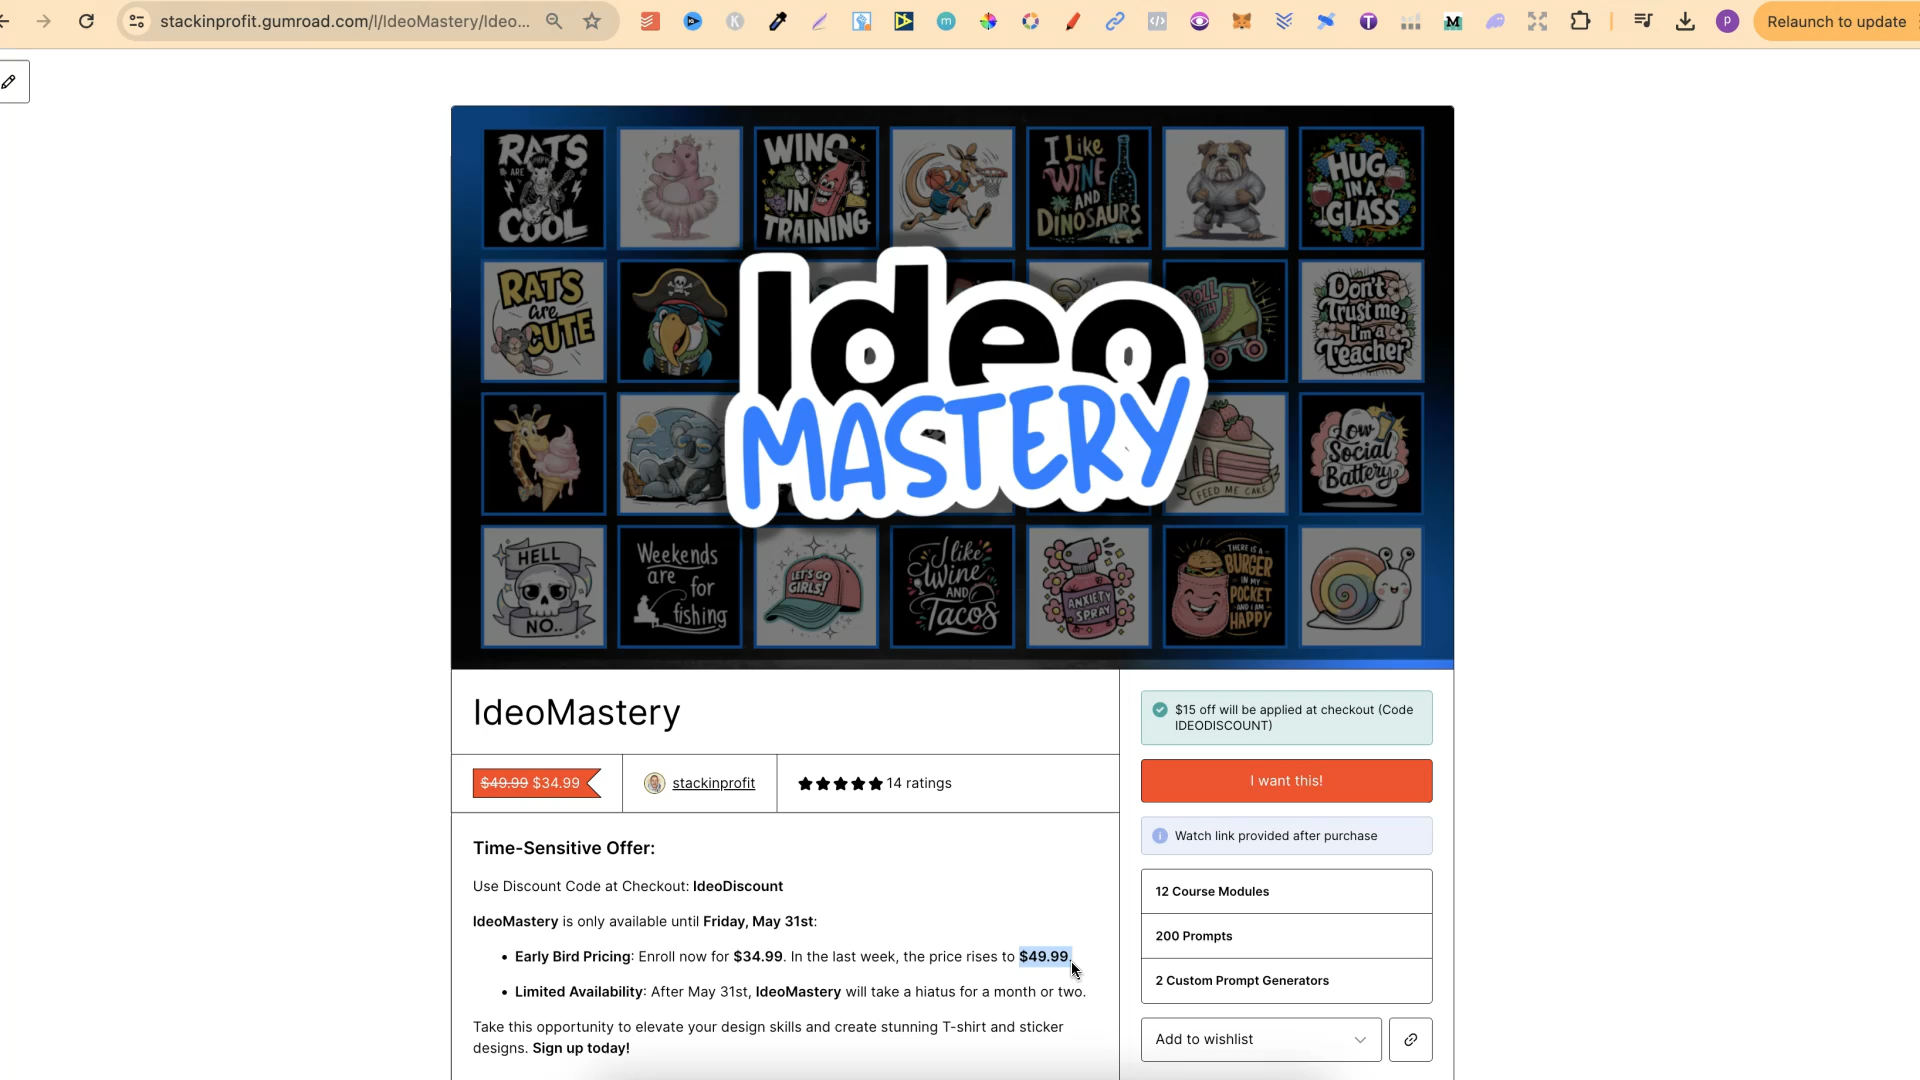 stackinprofit.gumroad.com/l/IdeoMastery/Ideo...
Relaunch to update
RATS
ARE
COOL
WINO
IN
TRAINING
I Like
WINE
AND
DINOSAURS
HUG
IN A
GLASS
RATS
are
CUTE
ROLL
WITH
Don't
Trust me,
I'm a
Teacher
Ideo
MASTERY
FEED ME CAKE
Low
Social
Battery
HELL
NO..
Weekends
are
for
fishing
LET'S GO
GIRLS!
I like
Wine
AND
Tacos
ANXIETY
SPRAY
THERE IS A
BURGER
IN MY
POCKET
AND I AM
HAPPY
IdeoMastery
$49.99 $34.99
stackinprofit
14 ratings
$15 off will be applied at checkout (Code
IDEODISCOUNT)
I want this!
Watch link provided after purchase
12 Course Modules
200 Prompts
2 Custom Prompt Generators
Add to wishlist
Time-Sensitive Offer:
Use Discount Code at Checkout: IdeoDiscount
IdeoMastery is only available until Friday, May 31st:
• Early Bird Pricing: Enroll now for $34.99. In the last week, the price rises to $49.99.
• Limited Availability: After May 31st, IdeoMastery will take a hiatus for a month or two.
Take this opportunity to elevate your design skills and create stunning T-shirt and sticker
designs. Sign up today!